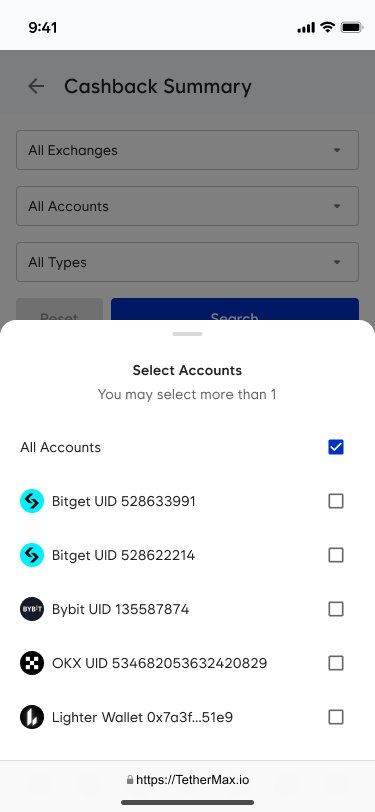 9:41
Cashback Summary
All Exchanges
All Accounts
All Types
Reset
Search
Select Accounts
You may select more than 1
All Accounts
Bitget UID 528633991
Bitget UID 528622214
BYBIT
Bybit UID 135587874
OKX UID 534682053632420829
Lighter Wallet 0x7a3f...51e9
https://TetherMax.io